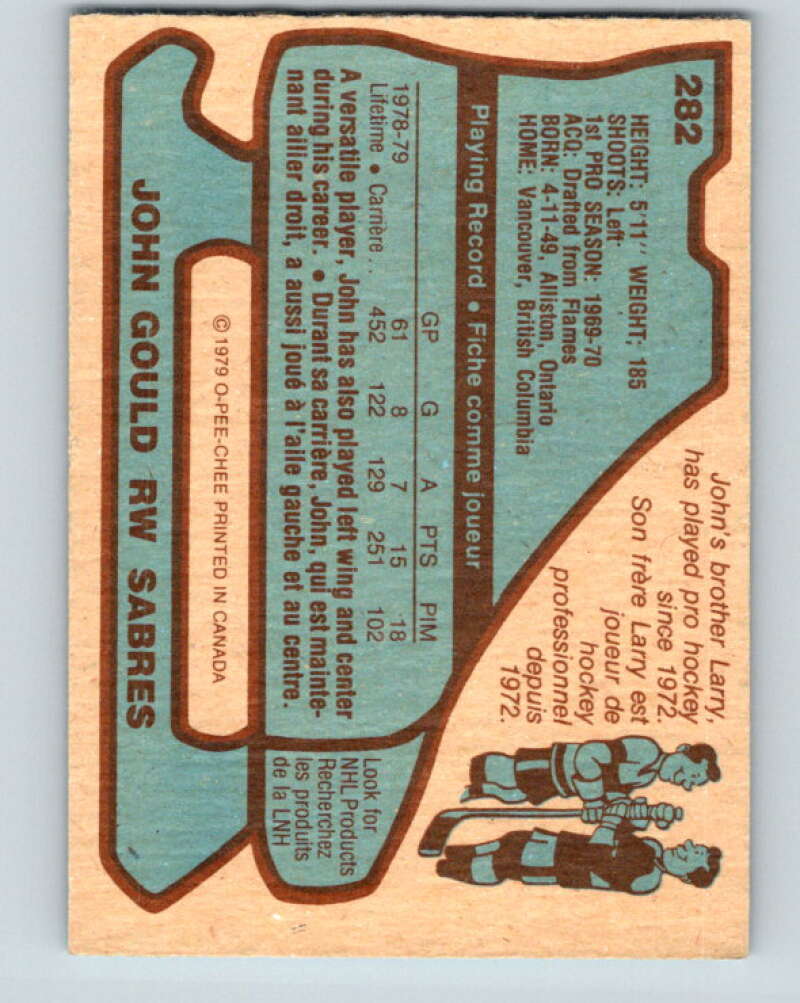 282
HEIGHT: 5'11'' WEIGHT: 185
SHOOTS: Left
1st PRO SEASON: 1969-70
ACQ: Drafted from Flames
BORN: 4-11-49, Alliston, Ontario
HOME: Vancouver, British Columbia
John's brother Larry,
has played pro hockey
since 1972.
Son frère Larry est
joueur de
hockey
professionnel
depuis
1972.
Playing Record • Fiche comme joueur
GP G A PTS PIM
1978-79 61 8 7 15 18
Lifetime • Carrière . . 452 122 129 251 102
A versatile player, John has also played left wing and center
during his career. • Durant sa carrière, John, qui est mainte-
nant ailier droit, a aussi joué à l'aile gauche et au centre.
Look for
NHL Products
Recherchez
les produits
de la LNH
© 1979 O-PEE-CHEE PRINTED IN CANADA
JOHN GOULD RW SABRES